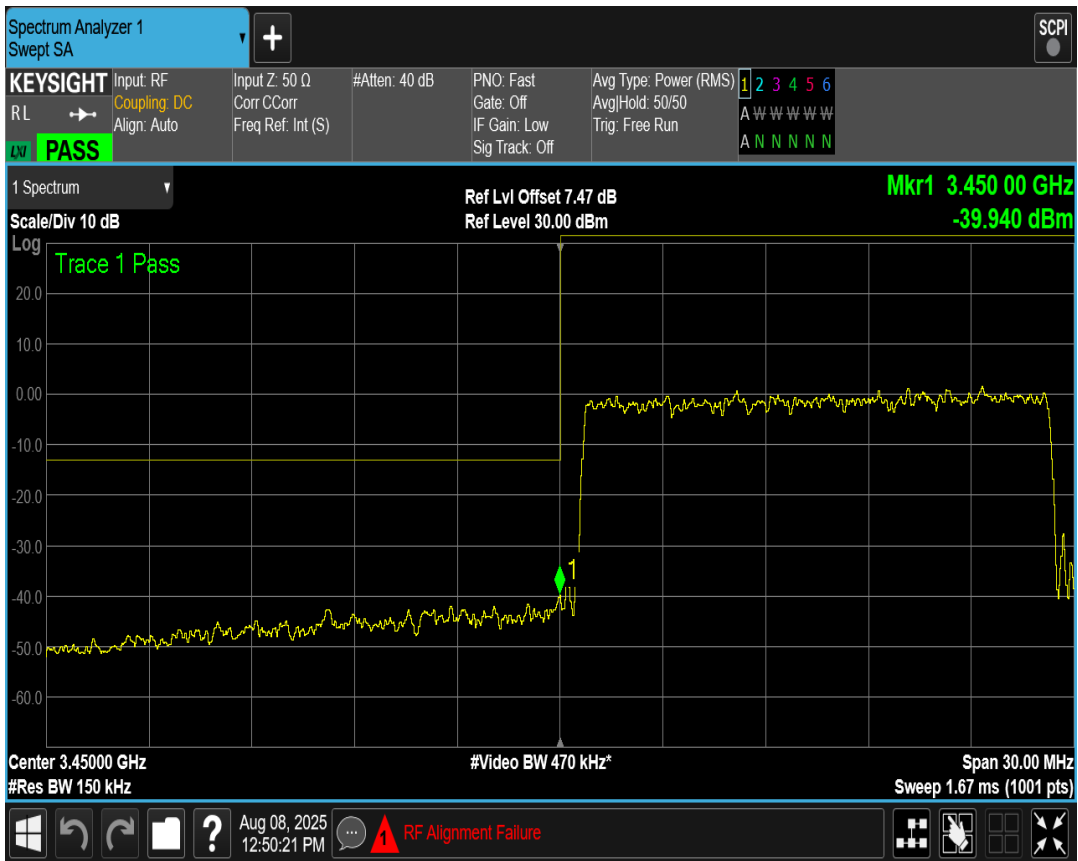 Spectrum Analyzer 1
Swept SA
SCPI
KEYSIGHT Input: RF Input Z: 50 Ω #Atten: 40 dB PNO: Fast Avg Type: Power (RMS) 1 2 3 4 5 6
R L Coupling: DC Corr CCorr Gate: Off Avg|Hold: 50/50 A W W W W W
Align: Auto Freq Ref: Int (S) IF Gain: Low Trig: Free Run
LXI PASS Sig Track: Off A N N N N N
1 Spectrum Ref Lvl Offset 7.47 dB Mkr1 3.450 00 GHz
Scale/Div 10 dB Ref Level 30.00 dBm -39.940 dBm
Log
Trace 1 Pass
20.0
10.0
0.00
-10.0
-20.0
-30.0
1
-40.0
-50.0
-60.0
Center 3.45000 GHz #Video BW 470 kHz* Span 30.00 MHz
#Res BW 150 kHz Sweep 1.67 ms (1001 pts)
? Aug 08, 2025 1 RF Alignment Failure
12:50:21 PM